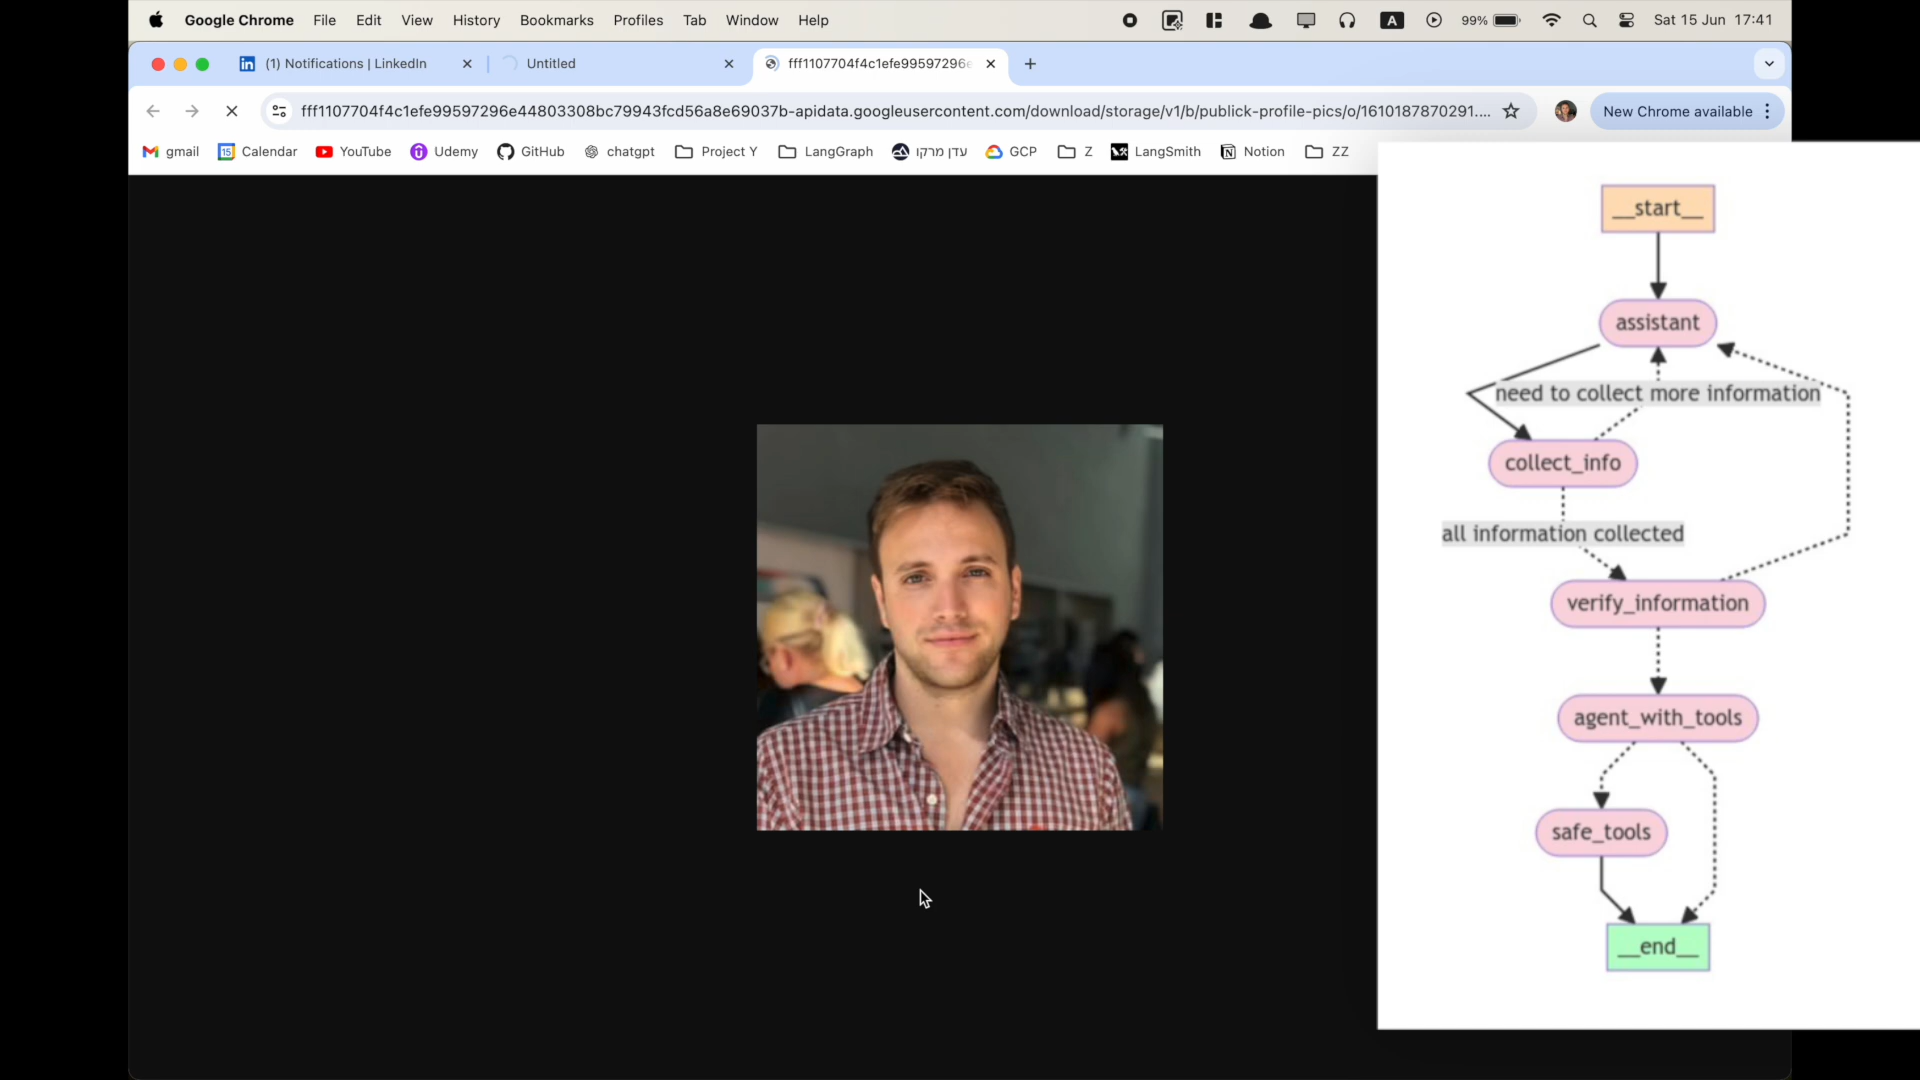 Google Chrome File Edit View History Bookmarks Profiles Tab Window Help A 99% Sat 15 Jun 17:41
in (1) Notifications | LinkedIn Untitled fff1107704f4c1efe99597296e
fff1107704f4c1efe99597296e44803308bc79943fcd56a8e69037b-apidata.googleusercontent.com/download/storage/v1/b/publick-profile-pics/o/1610187870291.... New Chrome available
gmail 15 Calendar YouTube Udemy GitHub chatgpt Project Y LangGraph עדן מרקו GCP Z LangSmith Notion ZZ
__start__
assistant
need to collect more information
collect_info
all information collected
verify_information
agent_with_tools
safe_tools
__end__